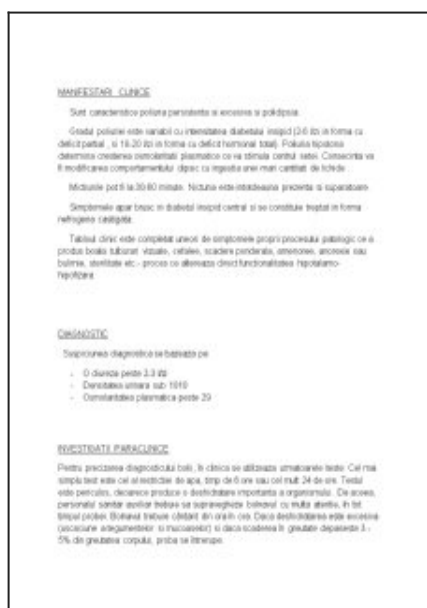 MANIFESTARI CLINICE
Sunt caracteristice poliuria persistenta si excesiva si polidipsia.
Gradul poliuriei este variabil cu intensitatea diabetului insipid (2-6 l/zi in forma cu
deficit partial , si 18-20 l/zi in forma cu deficit hormonal total). Poliuria hipotona
determina cresterea osmolaritatii plasmatice ce va stimula centrul setei. Consecinta va
fi modificarea comportamentului dipsic cu ingestia unei mari cantitati de lichide
Mictiunile pot fi la 30-60 minute. Nicturia este intotdeauna prezenta si suparatoare.
Simptomele apar brusc in diabetul insipid central si se constituie treptat in forma
nefrogena castigata.
Tabloul clinic este completat uneori de simptomele proprii procesului patologic ce a
produs boala: tulburari vizuale, cefalee, scadere ponderala, amenoree, anorexie sau
bulimie, sterilitate etc.- proces ce altereaza direct functionalitatea hipotalamo-
hipofizara.
DIAGNOSTIC
Suspiciunea diagnostica se bazeaza pe:
- O diureza peste 2,3 l/zi
- Densitatea urinara sub 1010
- Osmolaritatea plasmatica peste 29
INVESTIGATII PARACLINICE
Pentru precizarea diagnosticului bolii, în clinica se utilizeaza urmatoarele teste: Cel mai
simplu test este cel al restrictiei de apa, timp de 6 ore sau cel mult 24 de ore. Testul
este periculos, deoarece produce o deshidratare importanta a organismului. De aceea,
personalul sanitar auxiliar trebuie sa supravegheze bolnavul cu multa atentie, în tot
timpul probei. Bolnavul trebuie cântarit din ora în ora. Daca deshidratarea este excesiva
(uscaciune a tegumentelor si mucoaselor) si daca scaderea în greutate depaseste 3 -
5% din greutatea corpului, proba se întrerupe.